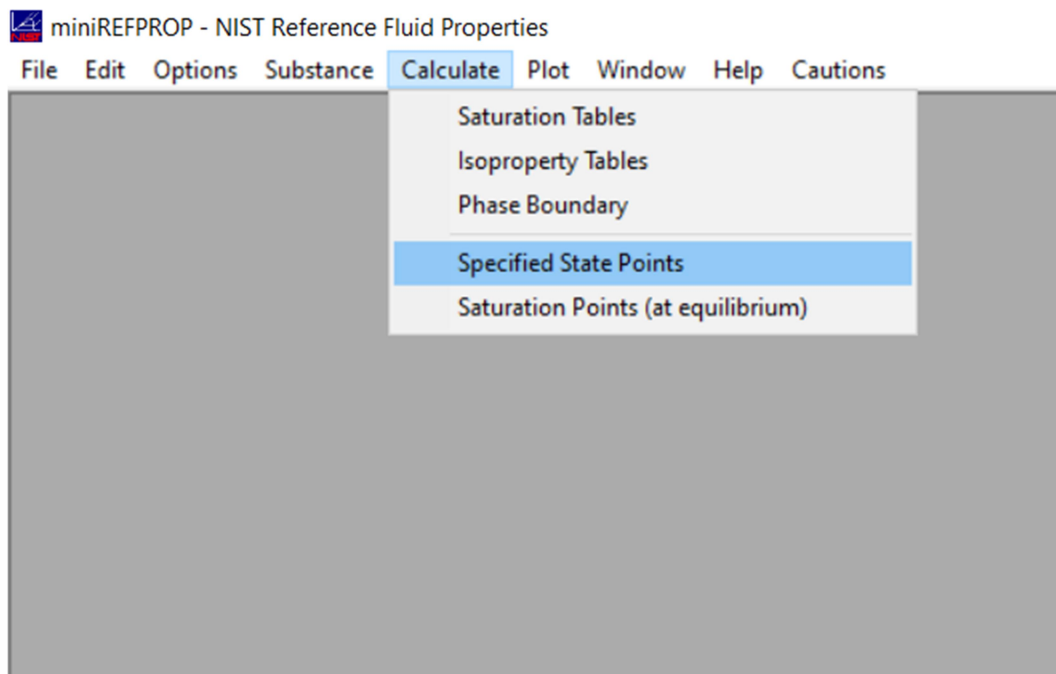 NIST
miniREFPROP - NIST Reference Fluid Properties
File Edit Options Substance Calculate Plot Window Help Cautions
Saturation Tables
Isoproperty Tables
Phase Boundary
Specified State Points
Saturation Points (at equilibrium)